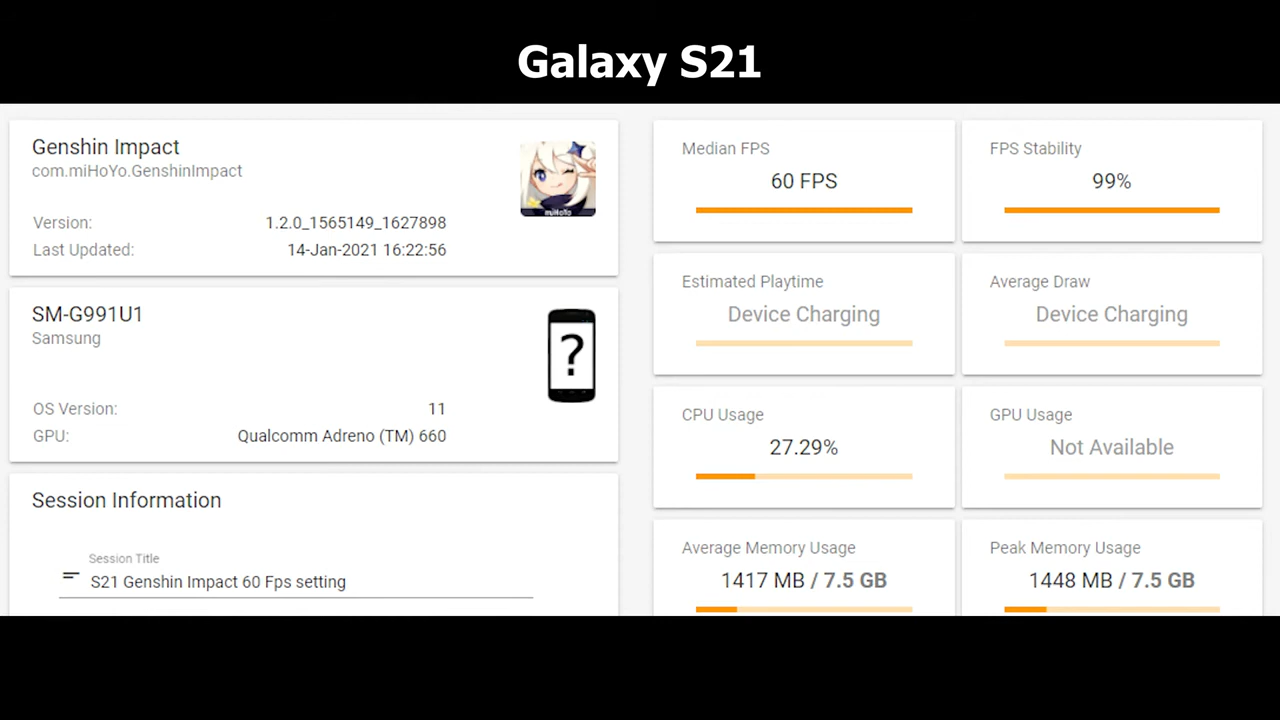 Galaxy S21
Genshin Impact
com.miHoYo.GenshinImpact
miHoYo
Version: 1.2.0_1565149_1627898
Last Updated: 14-Jan-2021 16:22:56
SM-G991U1
Samsung
?
OS Version: 11
GPU: Qualcomm Adreno (TM) 660
Session Information
Session Title
S21 Genshin Impact 60 Fps setting
Median FPS
60 FPS
FPS Stability
99%
Estimated Playtime
Device Charging
Average Draw
Device Charging
CPU Usage
27.29%
GPU Usage
Not Available
Average Memory Usage
1417 MB / 7.5 GB
Peak Memory Usage
1448 MB / 7.5 GB